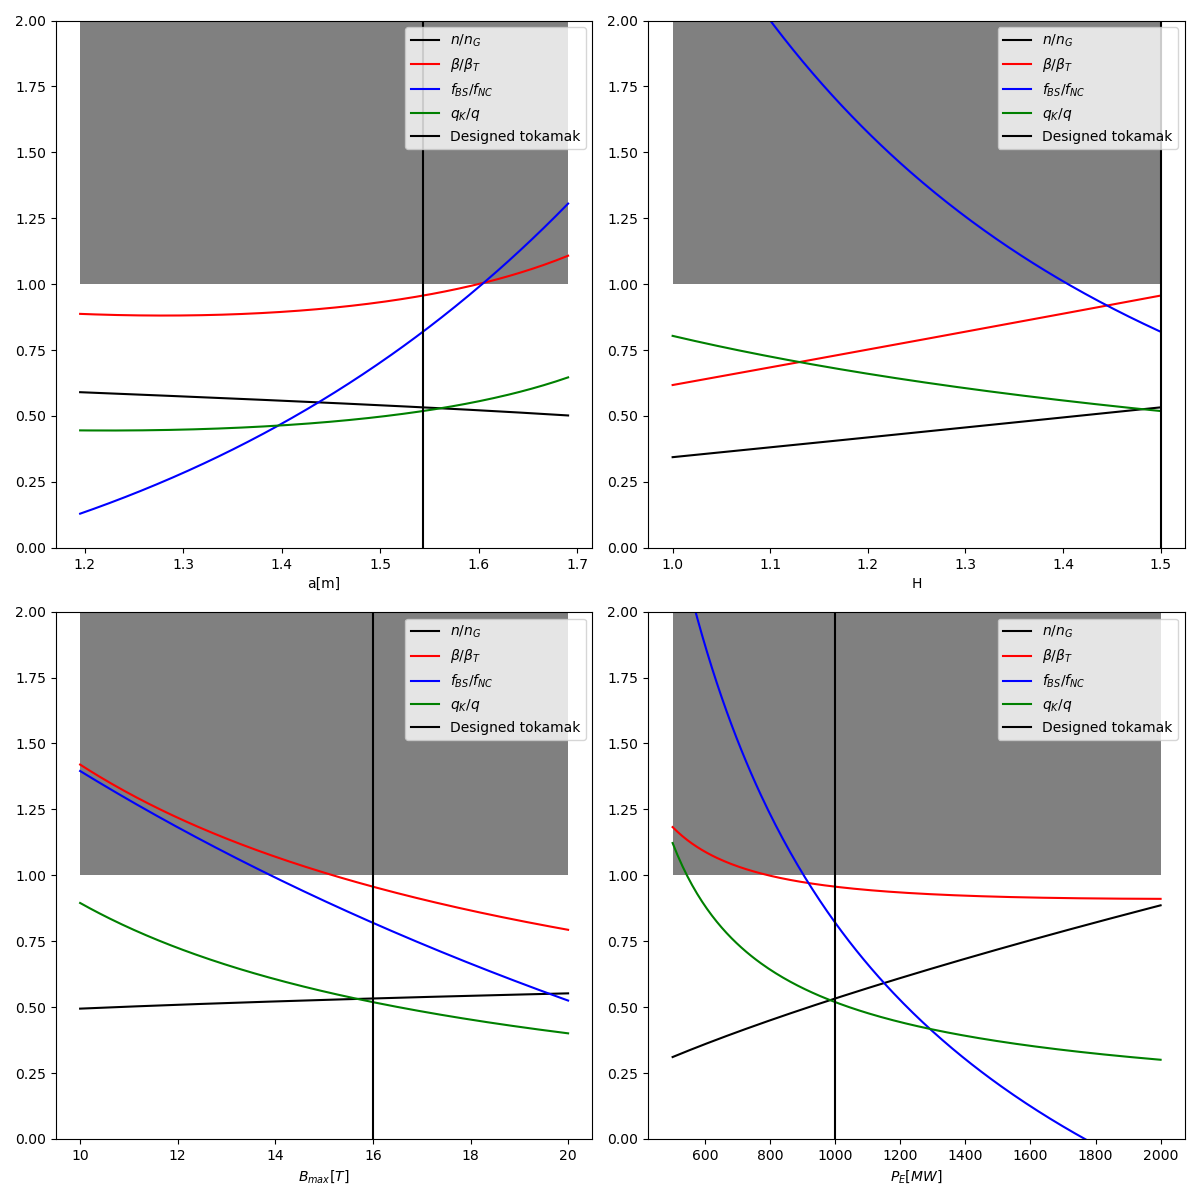 2.00
1.75
1.50
1.25
1.00
0.75
0.50
0.25
0.00
1.2 1.3 1.4 1.5 1.6 1.7
a[m]
n/n_G
β/β_T
f_BS/f_NC
q_K/q
Designed tokamak
2.00
1.75
1.50
1.25
1.00
0.75
0.50
0.25
0.00
1.0 1.1 1.2 1.3 1.4 1.5
H
n/n_G
β/β_T
f_BS/f_NC
q_K/q
Designed tokamak
2.00
1.75
1.50
1.25
1.00
0.75
0.50
0.25
0.00
10 12 14 16 18 20
B_max[T]
n/n_G
β/β_T
f_BS/f_NC
q_K/q
Designed tokamak
2.00
1.75
1.50
1.25
1.00
0.75
0.50
0.25
0.00
600 800 1000 1200 1400 1600 1800 2000
P_E[MW]
n/n_G
β/β_T
f_BS/f_NC
q_K/q
Designed tokamak